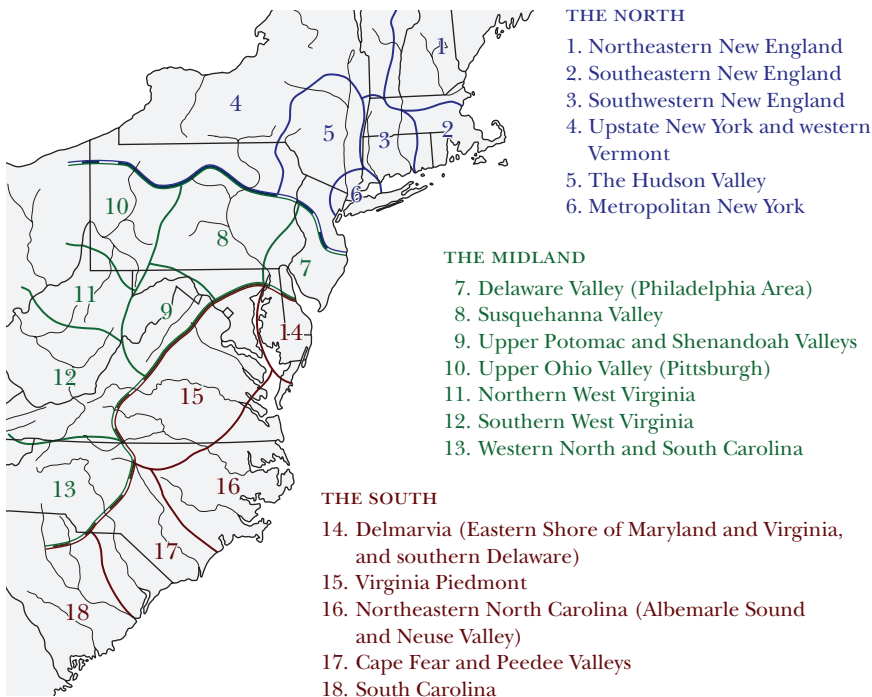 THE NORTH
1. Northeastern New England
2. Southeastern New England
3. Southwestern New England
4. Upstate New York and western
Vermont
5. The Hudson Valley
6. Metropolitan New York
THE MIDLAND
7. Delaware Valley (Philadelphia Area)
8. Susquehanna Valley
9. Upper Potomac and Shenandoah Valleys
10. Upper Ohio Valley (Pittsburgh)
11. Northern West Virginia
12. Southern West Virginia
13. Western North and South Carolina
THE SOUTH
14. Delmarvia (Eastern Shore of Maryland and Virginia,
and southern Delaware)
15. Virginia Piedmont
16. Northeastern North Carolina (Albemarle Sound
and Neuse Valley)
17. Cape Fear and Peedee Valleys
18. South Carolina
1
4
5
3
2
6
10
8
7
11
9
14
12
15
13
16
17
18